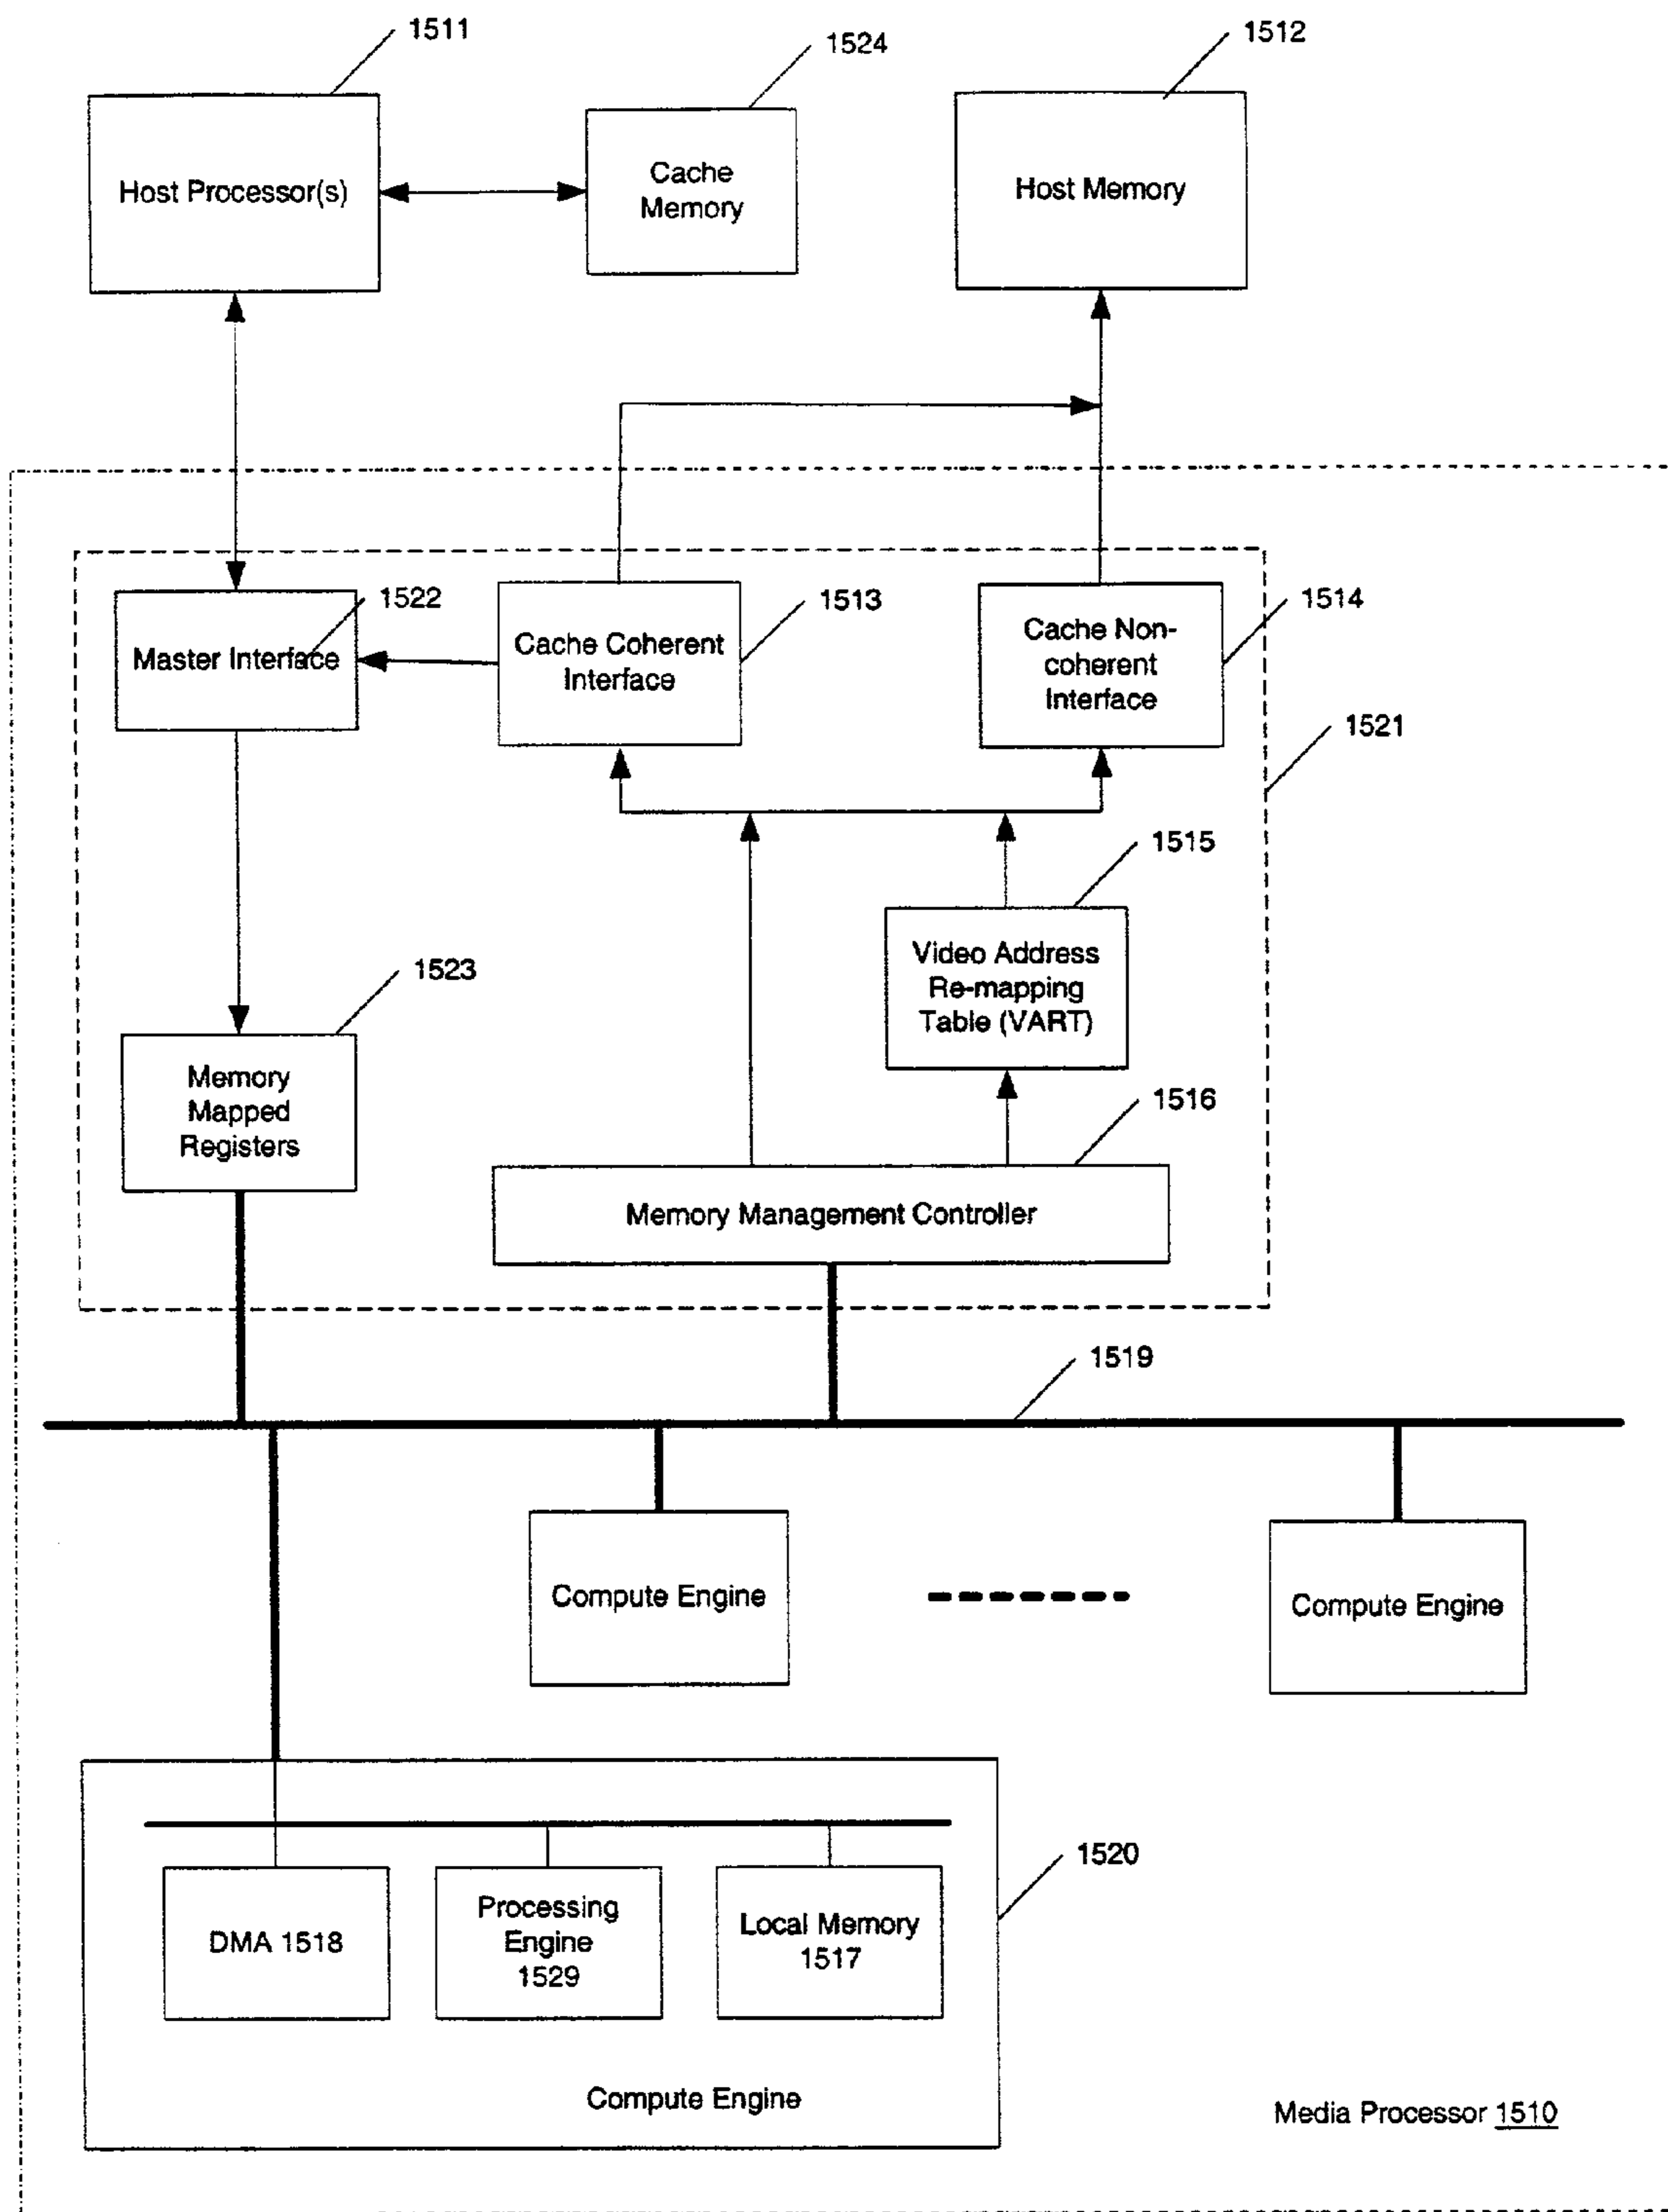 1511
1524
1512
Host Processor(s)
Cache
Memory
Host Memory
1522
1513
1514
Master Interface
Cache Coherent
Interface
Cache Non-
coherent
Interface
1521
1515
Video Address
Re-mapping
Table (VART)
1523
Memory
Mapped
Registers
1516
Memory Management Controller
1519
Compute Engine
Compute Engine
1520
DMA 1518
Processing
Engine
1529
Local Memory
1517
Compute Engine
Media Processor 1510